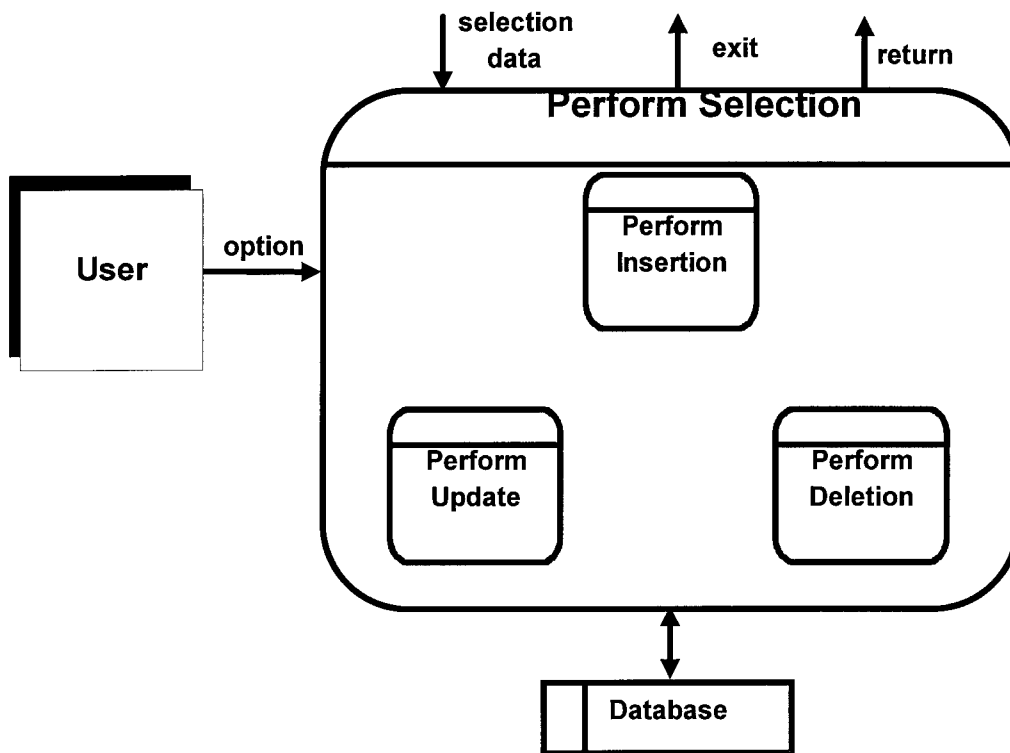 selection
data
exit
return
Perform Selection
User
option
Perform
Insertion
Perform
Update
Perform
Deletion
Database